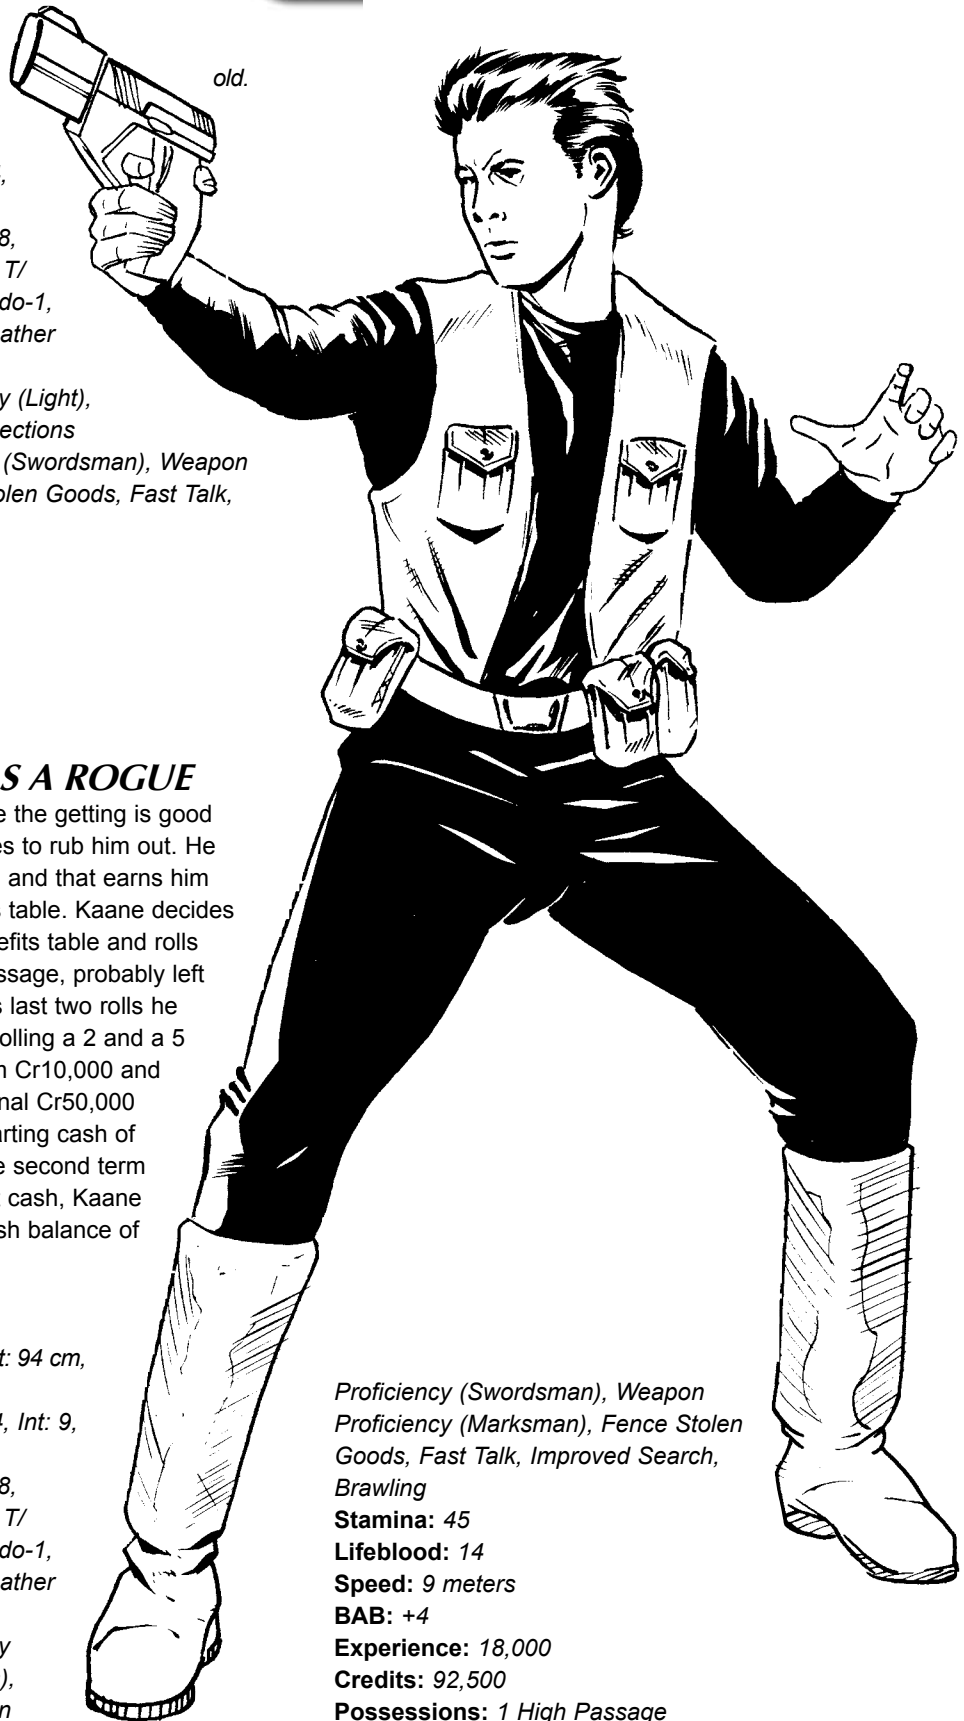 old.
8,
T/
do-1,
eather
y (Light),
ections
(Swordsman), Weapon
olen Goods, Fast Talk,
S A ROGUE
e the getting is good
es to rub him out. He
and that earns him
s table. Kaane decides
efits table and rolls
ssage, probably left
s last two rolls he
olling a 2 and a 5
n Cr10,000 and
nal Cr50,000
arting cash of
e second term
t cash, Kaane
sh balance of
t: 94 cm,
4, Int: 9,
8,
T/
do-1,
eather
y
),
n
Proficiency (Swordsman), Weapon
Proficiency (Marksman), Fence Stolen
Goods, Fast Talk, Improved Search,
Brawling
Stamina: 45
Lifeblood: 14
Speed: 9 meters
BAB: +4
Experience: 18,000
Credits: 92,500
Possessions: 1 High Passage